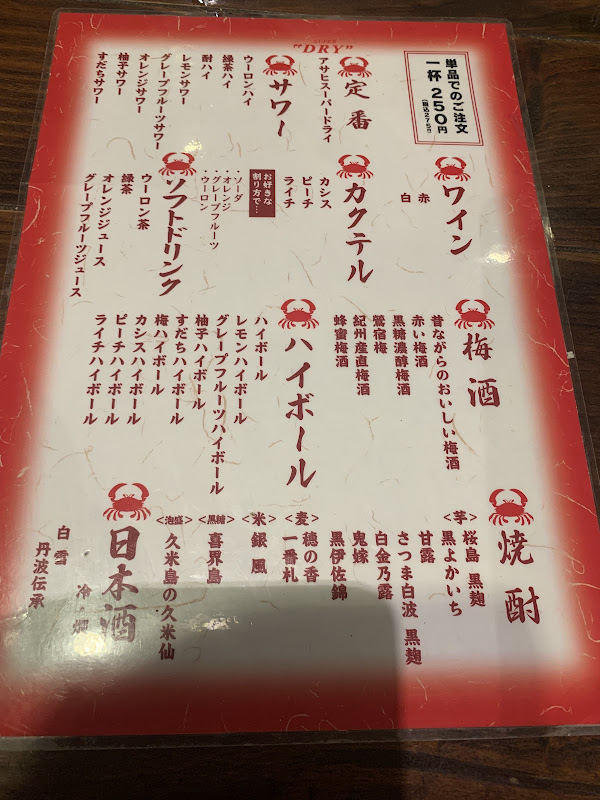 単品でのご注文
一杯 250円
(税込275円)
SUPER
"DRY"
定番
アサヒスーパードライ
サワー
ウーロンハイ
緑茶ハイ
酎ハイ
レモンサワー
グレープフルーツサワー
オレンジサワー
柚子サワー
すだちサワー
ワイン
赤
白
カクテル
カシス
ピーチ
ライチ
お好きな
割り方で…
・ソーダ
・オレンジ
・グレープフルーツ
・ウーロン
ソフトドリンク
ウーロン茶
緑茶
オレンジジュース
グレープフルーツジュース
梅酒
昔ながらのおいしい梅酒
赤い梅酒
黒糖濃醇梅酒
鶯宿梅
紀州産直梅酒
蜂蜜梅酒
ハイボール
ハイボール
レモンハイボール
グレープフルーツハイボール
柚子ハイボール
すだちハイボール
梅ハイボール
カシスハイボール
ピーチハイボール
ライチハイボール
焼酎
<芋>
桜島 黒麹
黒よかいち
甘露
さつま白波 黒麹
白金乃露
鬼嫁
黒伊佐錦
<麦>
穂の香
一番札
<米>
銀風
<黒糖>
喜界島
<泡盛>
久米島の久米仙
日本酒
冷・燗
白雪
丹波伝承